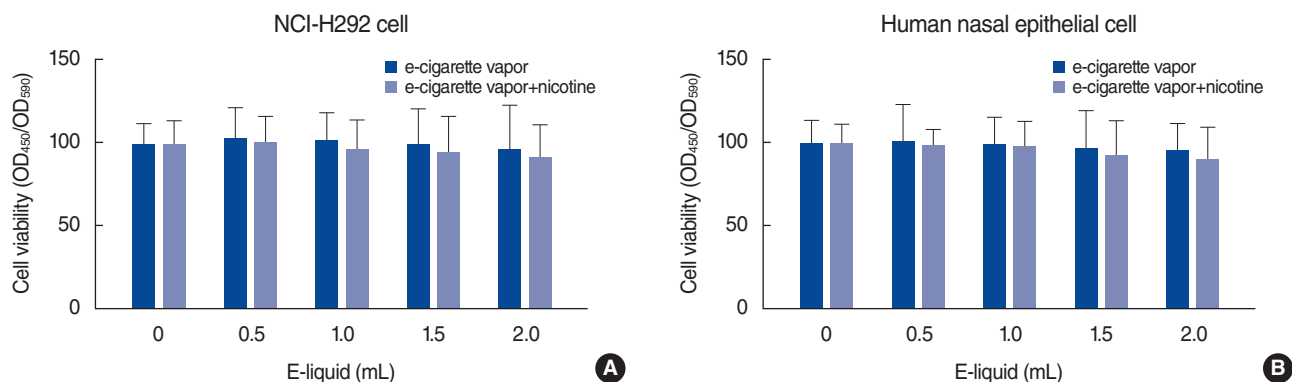 NCI-H292 cell
Cell viability (OD450/OD590)
150
100
50
0
e-cigarette vapor
e-cigarette vapor+nicotine
0 0.5 1.0 1.5 2.0
E-liquid (mL)
A
Human nasal epithelial cell
Cell viability (OD450/OD590)
150
100
50
0
e-cigarette vapor
e-cigarette vapor+nicotine
0 0.5 1.0 1.5 2.0
E-liquid (mL)
B